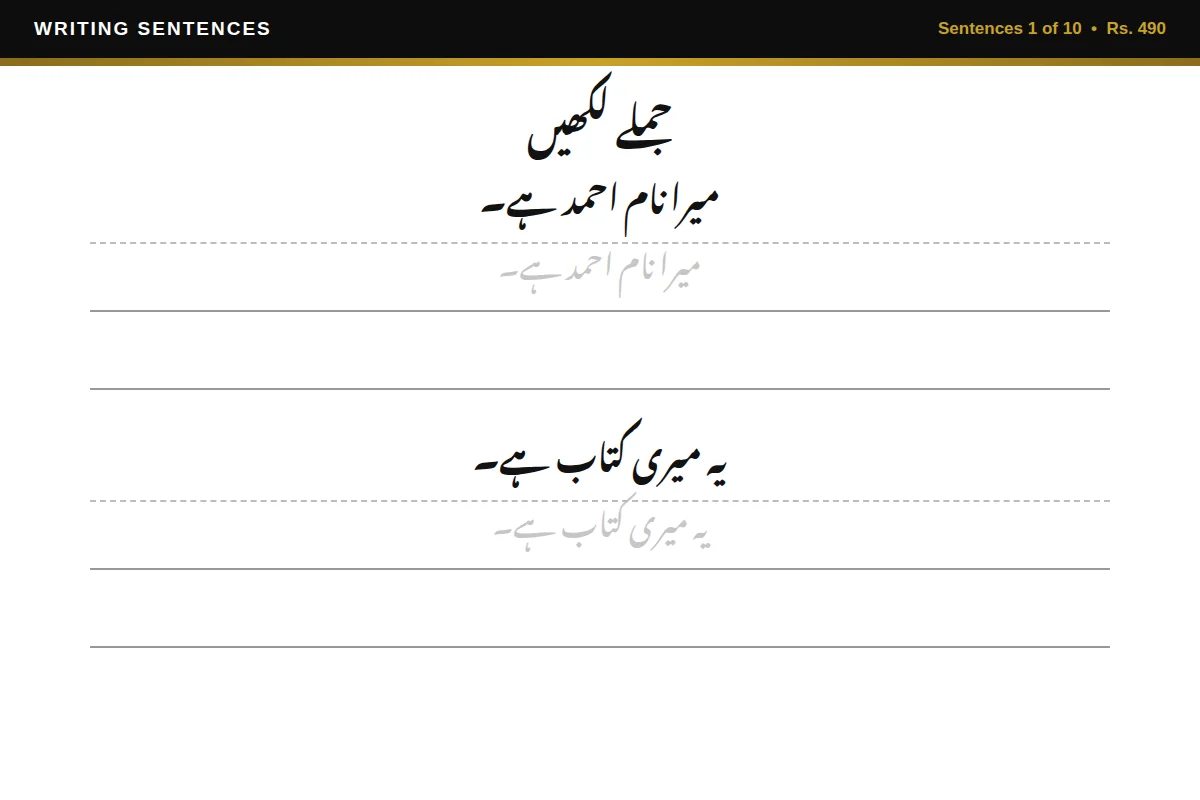 WRITING SENTENCES
Sentences 1 of 10 • Rs. 490
جملے لکھیں
میرا نام احمد ہے۔
میرا نام احمد ہے۔
یہ میری کتاب ہے۔
یہ میری کتاب ہے۔